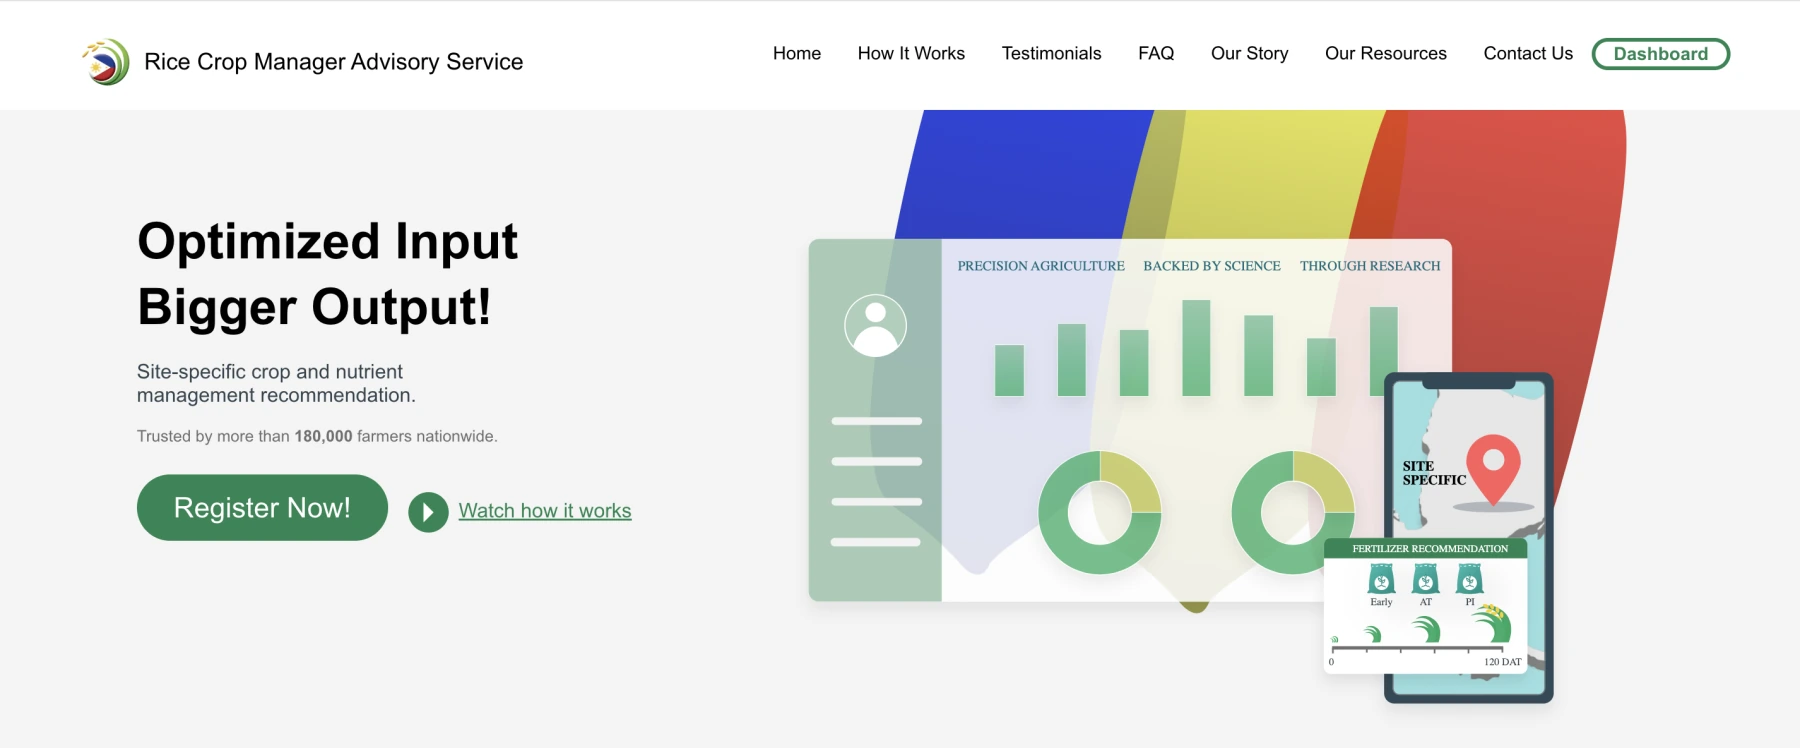 Rice Crop Manager Advisory Service
Home How It Works Testimonials FAQ Our Story Our Resources Contact Us Dashboard
Optimized Input
Bigger Output!
Site-specific crop and nutrient
management recommendation.
Trusted by more than 180,000 farmers nationwide.
Register Now!
Watch how it works
PRECISION AGRICULTURE BACKED BY SCIENCE THROUGH RESEARCH
SITE
SPECIFIC
FERTILIZER RECOMMENDATION
Early AT PI
0 120 DAT